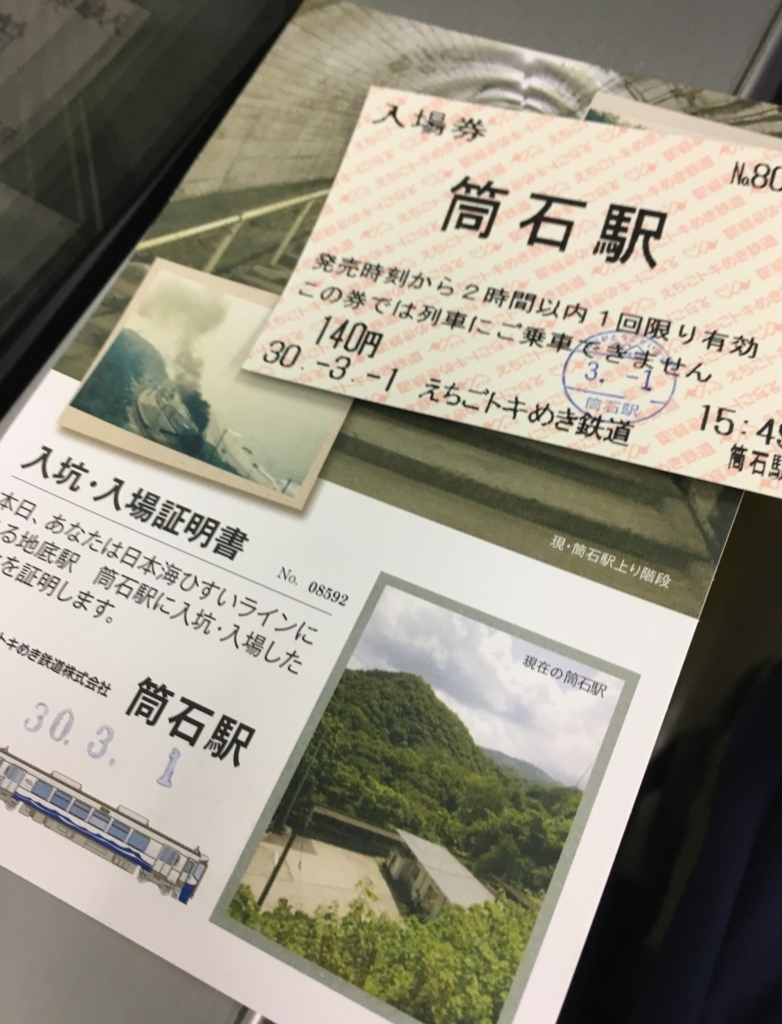 入場券
№80
筒石駅
発売時刻から2時間以内1回限り有効
この券では列車にご乗車できません
140円
30.-3.-1 えちごトキめき鉄道
15:4
筒石駅
3.-1
筒石駅
現・筒石駅上り階段
入坑・入場証明書
No. 08592
本日、あなたは日本海ひすいラインに
る地底駅 筒石駅に入坑・入場した
を証明します。
トキめき鉄道株式会社 筒石駅
30.3.1
現在の筒石駅